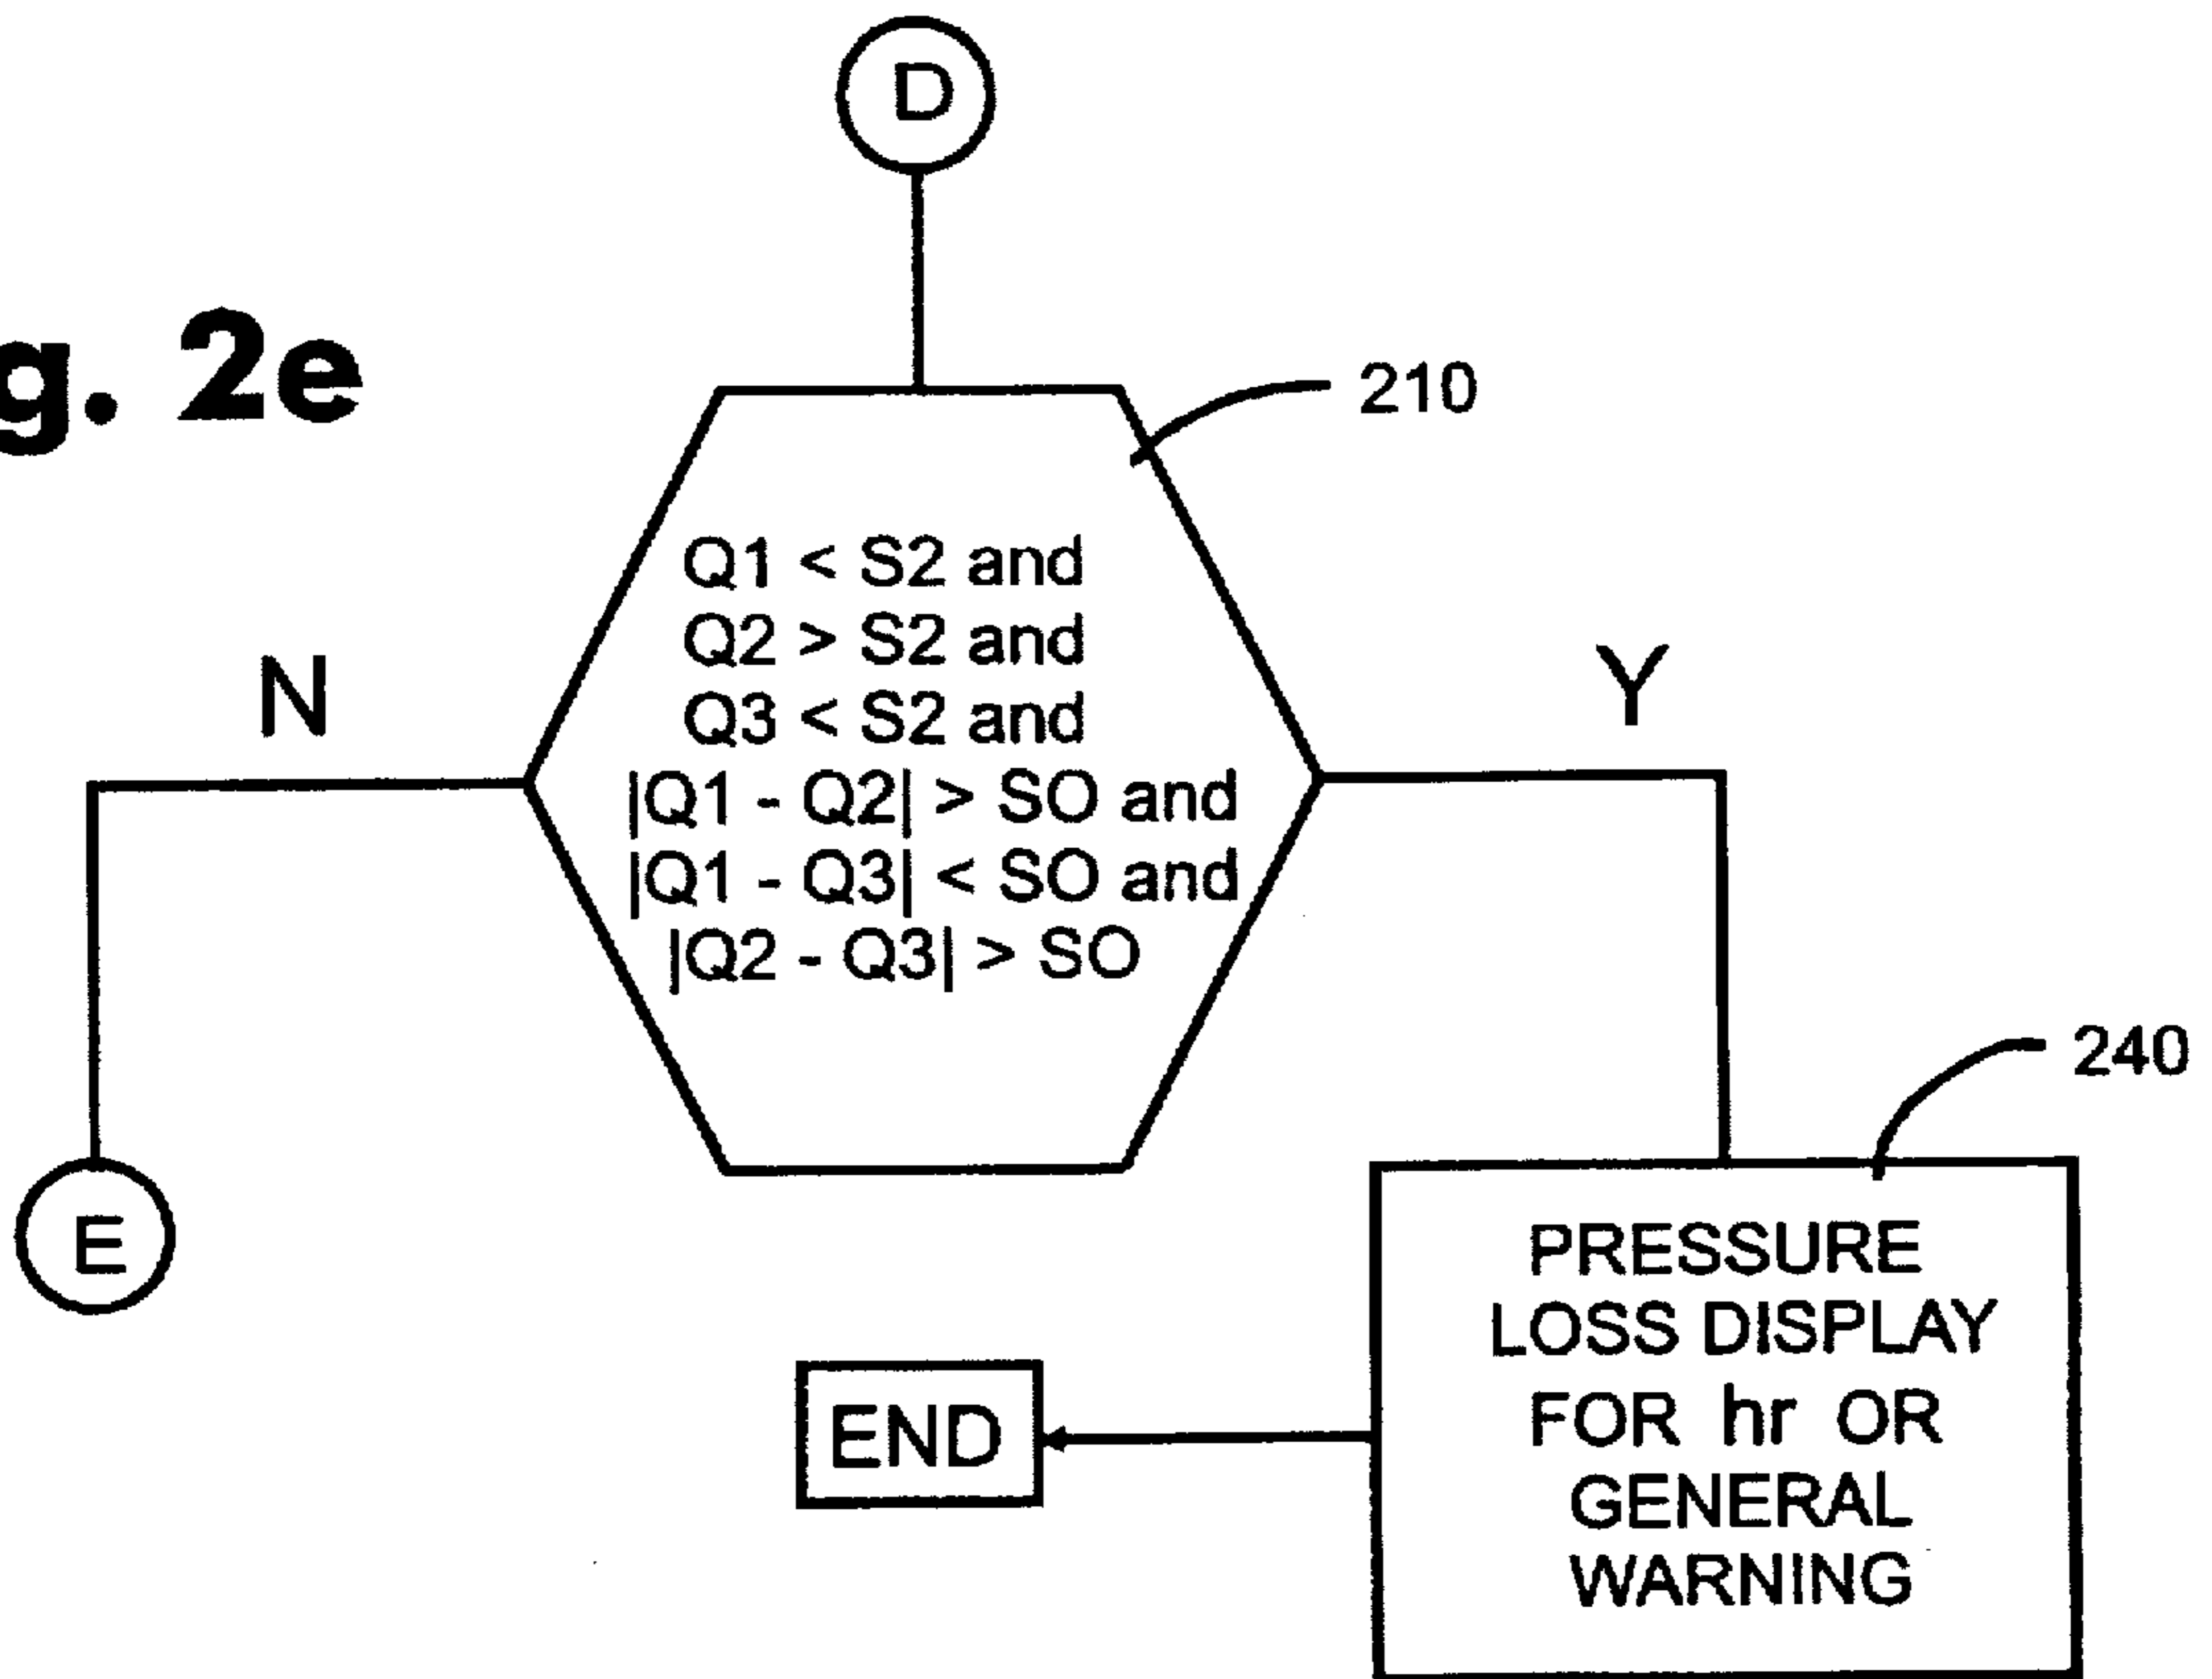 D
g. 2e
210
Q1 < S2 and
Q2 > S2 and
Q3 < S2 and
|Q1 - Q2| > SO and
|Q1 - Q3| < SO and
|Q2 - Q3| > SO
N
Y
240
E
PRESSURE
LOSS DISPLAY
FOR hr OR
GENERAL
WARNING
END